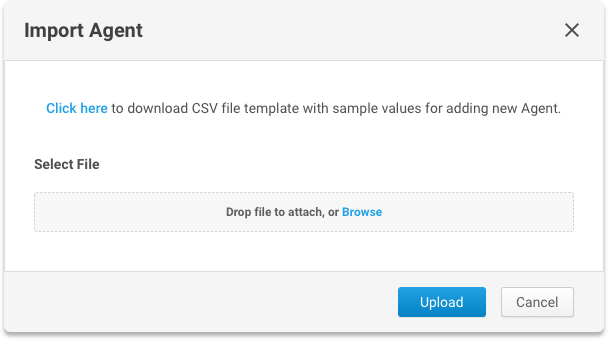 Import Agent
Click here to download CSV file template with sample values for adding new Agent.
Select File
Drop file to attach, or Browse
Upload
Cancel